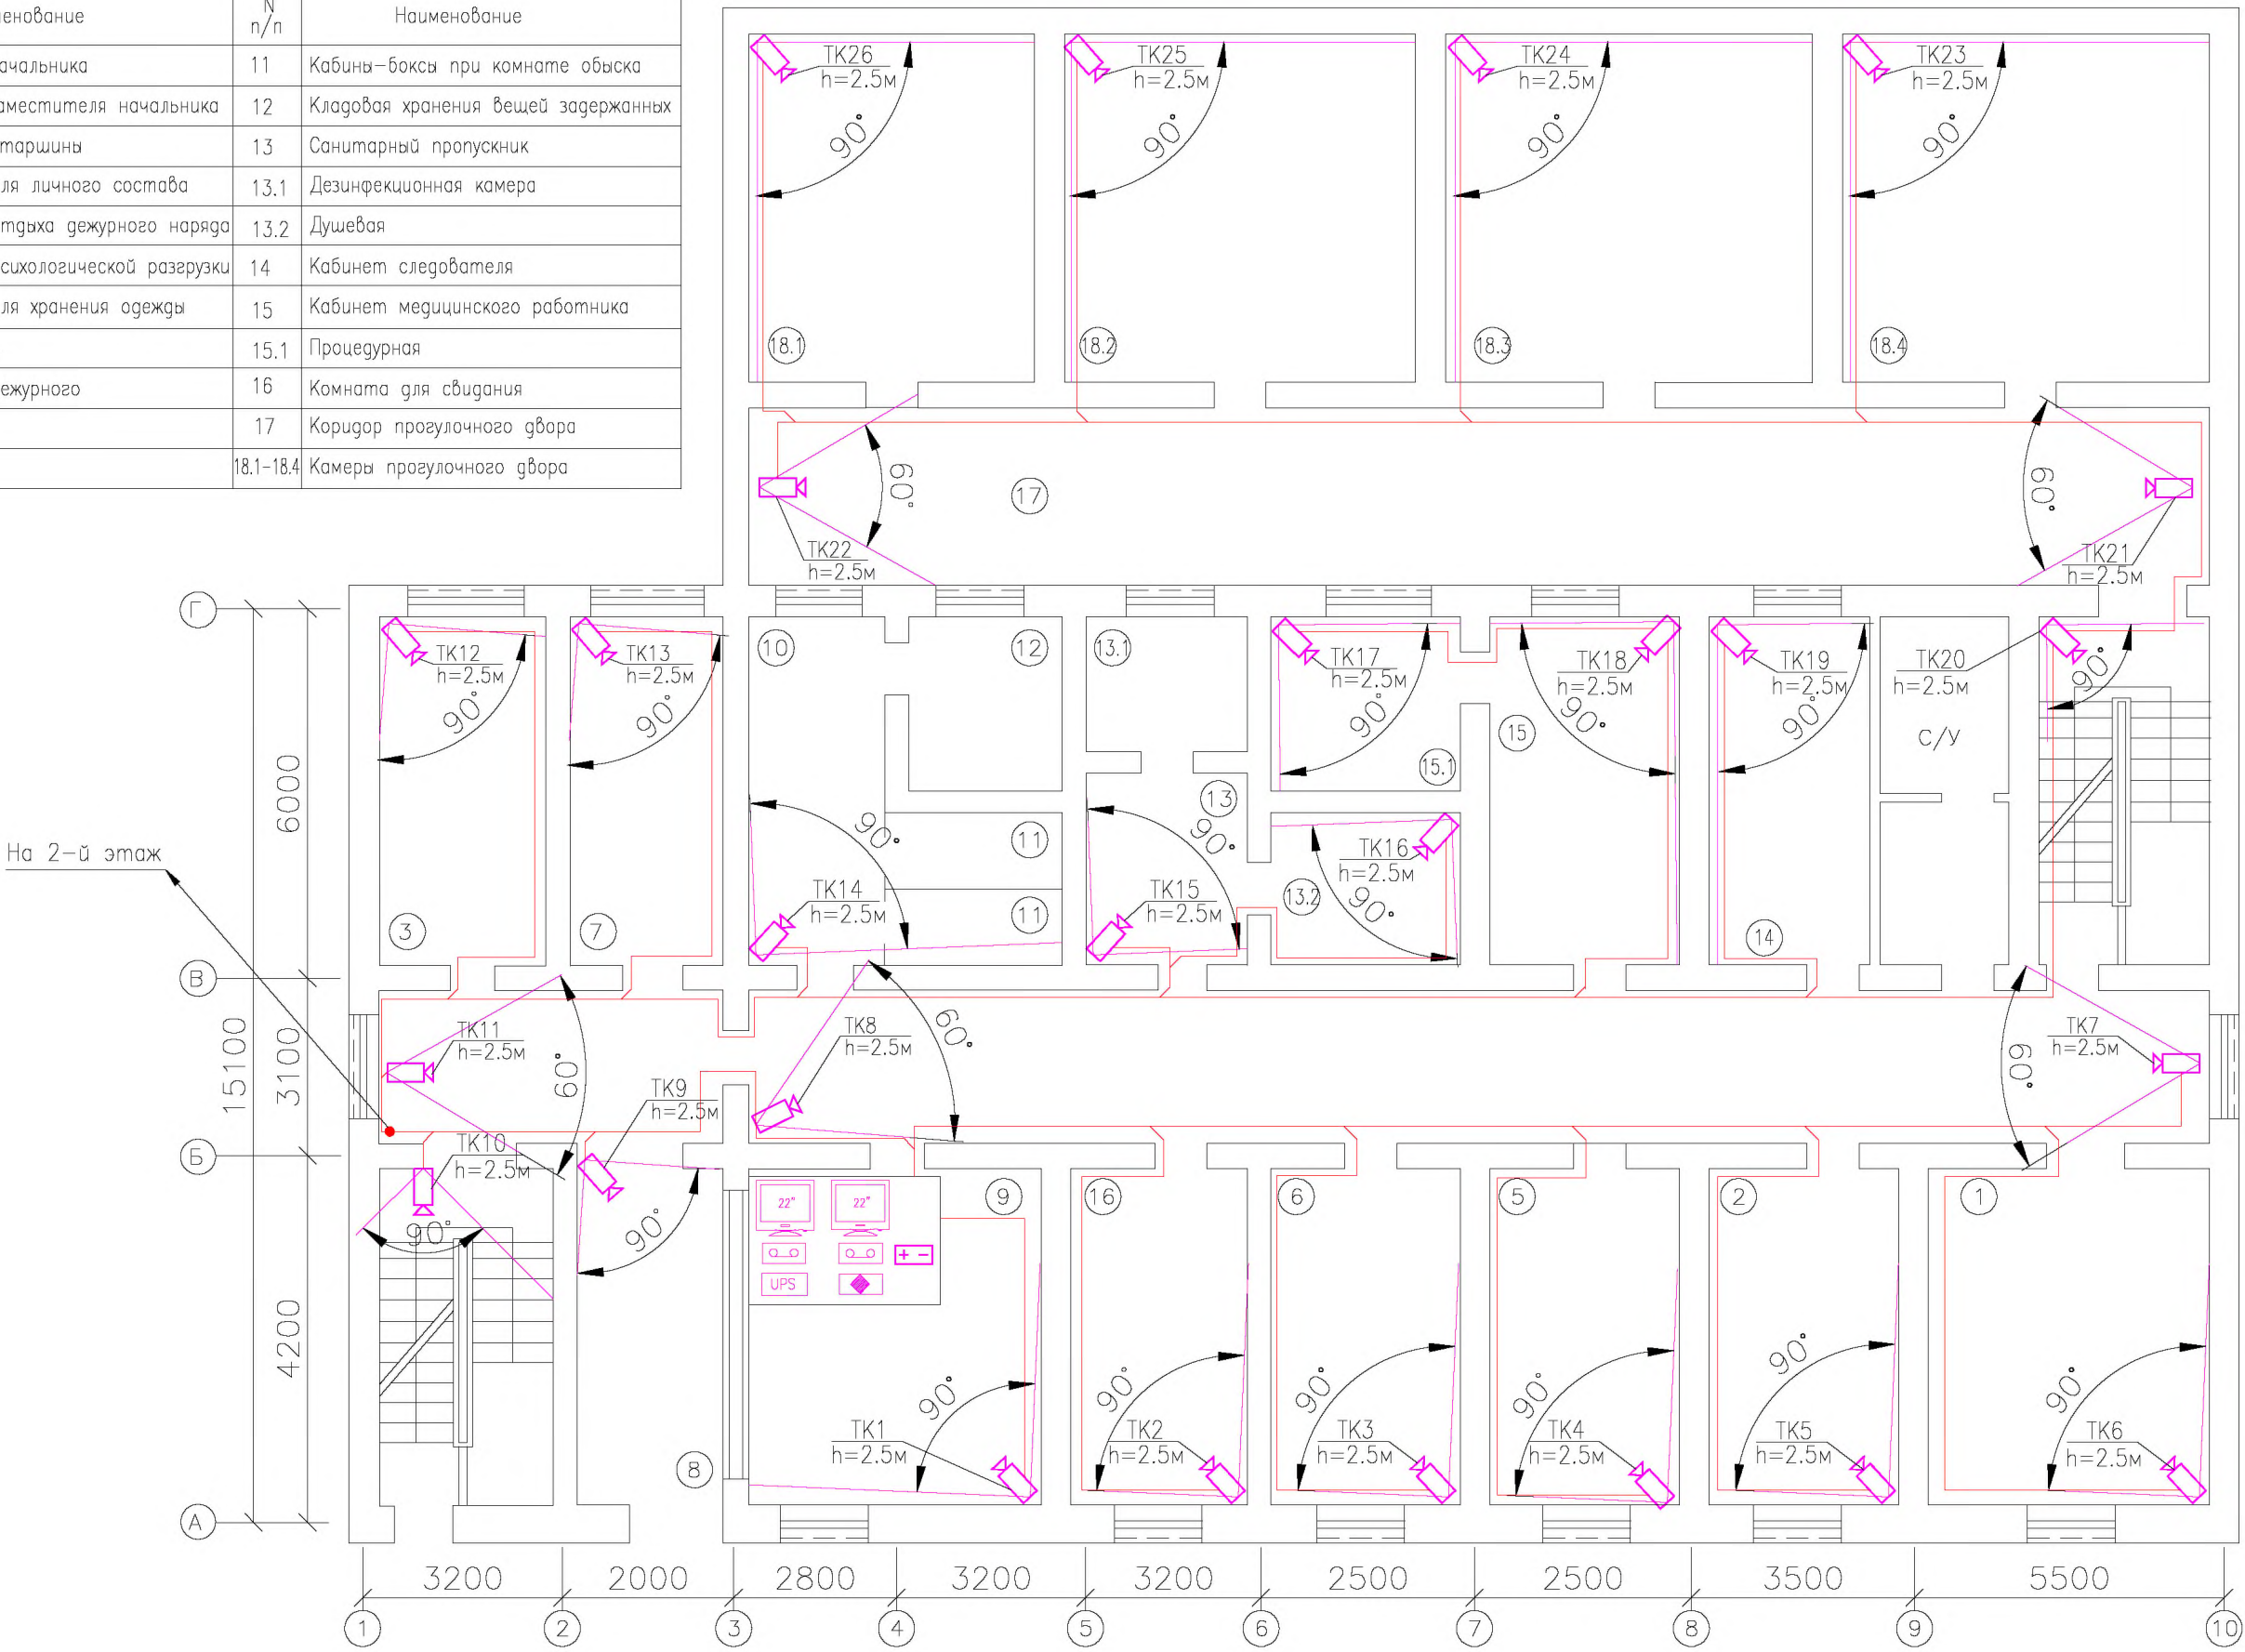 енование N п/п Наименование
ачальника 11 Кабины-боксы при комнате обыска
аместителя начальника 12 Кладовая хранения вещей задержанных
таршины 13 Санитарный пропускник
ля личного состава 13.1 Дезинфекционная камера
тдыха дежурного наряда 13.2 Душевая
сихологической разгрузки 14 Кабинет следователя
ля хранения одежды 15 Кабинет медицинского работника
15.1 Процедурная
ежурного 16 Комната для свидания
17 Коридор прогулочного двора
18.1-18.4 Камеры прогулочного двора
ТК26
h=2.5м
90°
18.1
ТК25
h=2.5м
90°
18.2
ТК24
h=2.5м
90°
18.3
ТК23
h=2.5м
90°
18.4
60°
17
60°
ТК22
h=2.5м
ТК21
h=2.5м
Г
ТК12
h=2.5м
90°
3
ТК13
h=2.5м
90°
7
10
12
13.1
ТК17
h=2.5м
90°
15.1
ТК18
h=2.5м
90°
15
ТК19
h=2.5м
90°
14
ТК20
h=2.5м
90°
С/У
6000
На 2-й этаж
90°
11
11
ТК14
h=2.5м
13
90°
ТК15
h=2.5м
ТК16
h=2.5м
13.2
90°
В
15100
3100
ТК11
h=2.5м
60°
ТК9
h=2.5м
ТК8
h=2.5м
60°
ТК7
h=2.5м
60°
Б
ТК10
h=2.5м
90°
90°
22"
22"
+ -
UPS
9
16
6
5
2
1
4200
8
ТК1
h=2.5м
90°
ТК2
h=2.5м
90°
ТК3
h=2.5м
90°
ТК4
h=2.5м
90°
ТК5
h=2.5м
90°
ТК6
h=2.5м
90°
А
3200 2000 2800 3200 3200 2500 2500 3500 5500
1 2 3 4 5 6 7 8 9 10